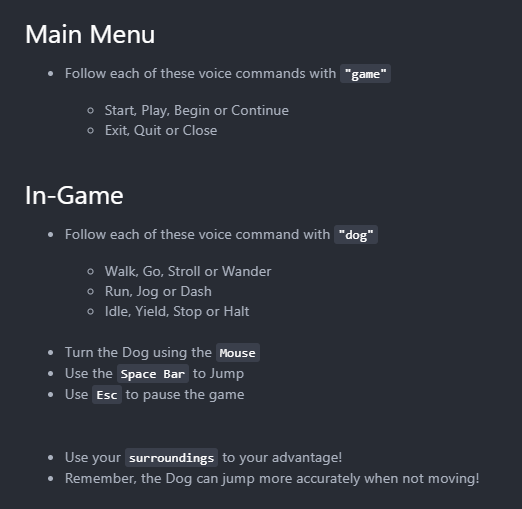 Main Menu
Follow each of these voice commands with "game"
Start, Play, Begin or Continue
Exit, Quit or Close
In-Game
Follow each of these voice command with "dog"
Walk, Go, Stroll or Wander
Run, Jog or Dash
Idle, Yield, Stop or Halt
Turn the Dog using the Mouse
Use the Space Bar to Jump
Use Esc to pause the game
Use your surroundings to your advantage!
Remember, the Dog can jump more accurately when not moving!